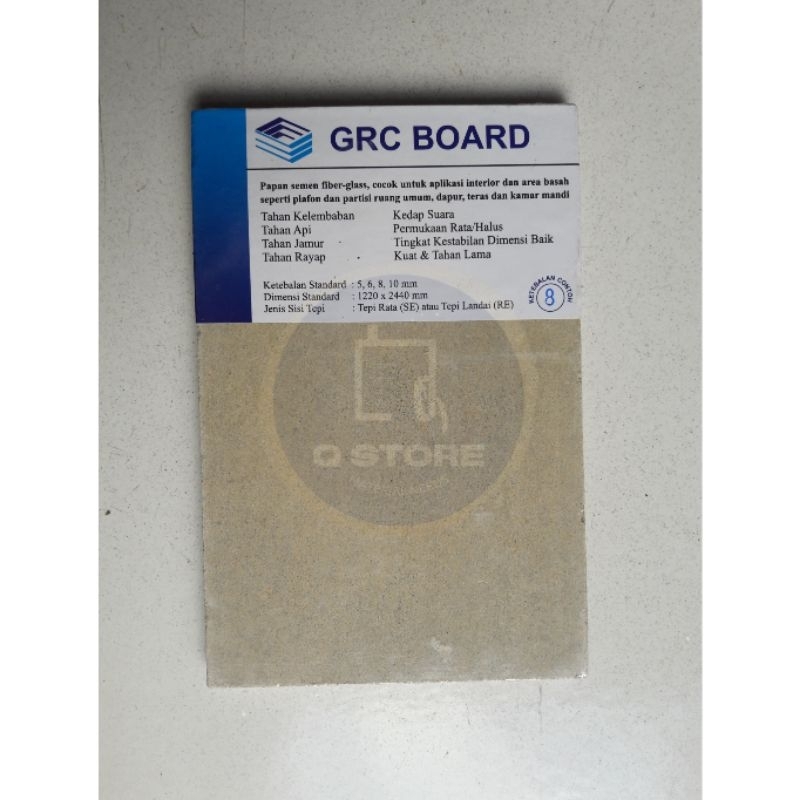 GRC BOARD
Papan semen fiber-glass, cocok untuk aplikasi interior dan area basah
seperti plafon dan partisi ruang umum, dapur, teras dan kamar mandi
Tahan Kelembaban Kedap Suara
Tahan Api Permukaan Rata/Halus
Tahan Jamur Tingkat Kestabilan Dimensi Baik
Tahan Rayap Kuat & Tahan Lama
Ketebalan Standard : 5, 6, 8, 10 mm
Dimensi Standard : 1220 x 2440 mm
Jenis Sisi Tepi : Tepi Rata (SE) atau Tepi Landai (RE)
KETEBALAN CONTOH
8
Q STORE